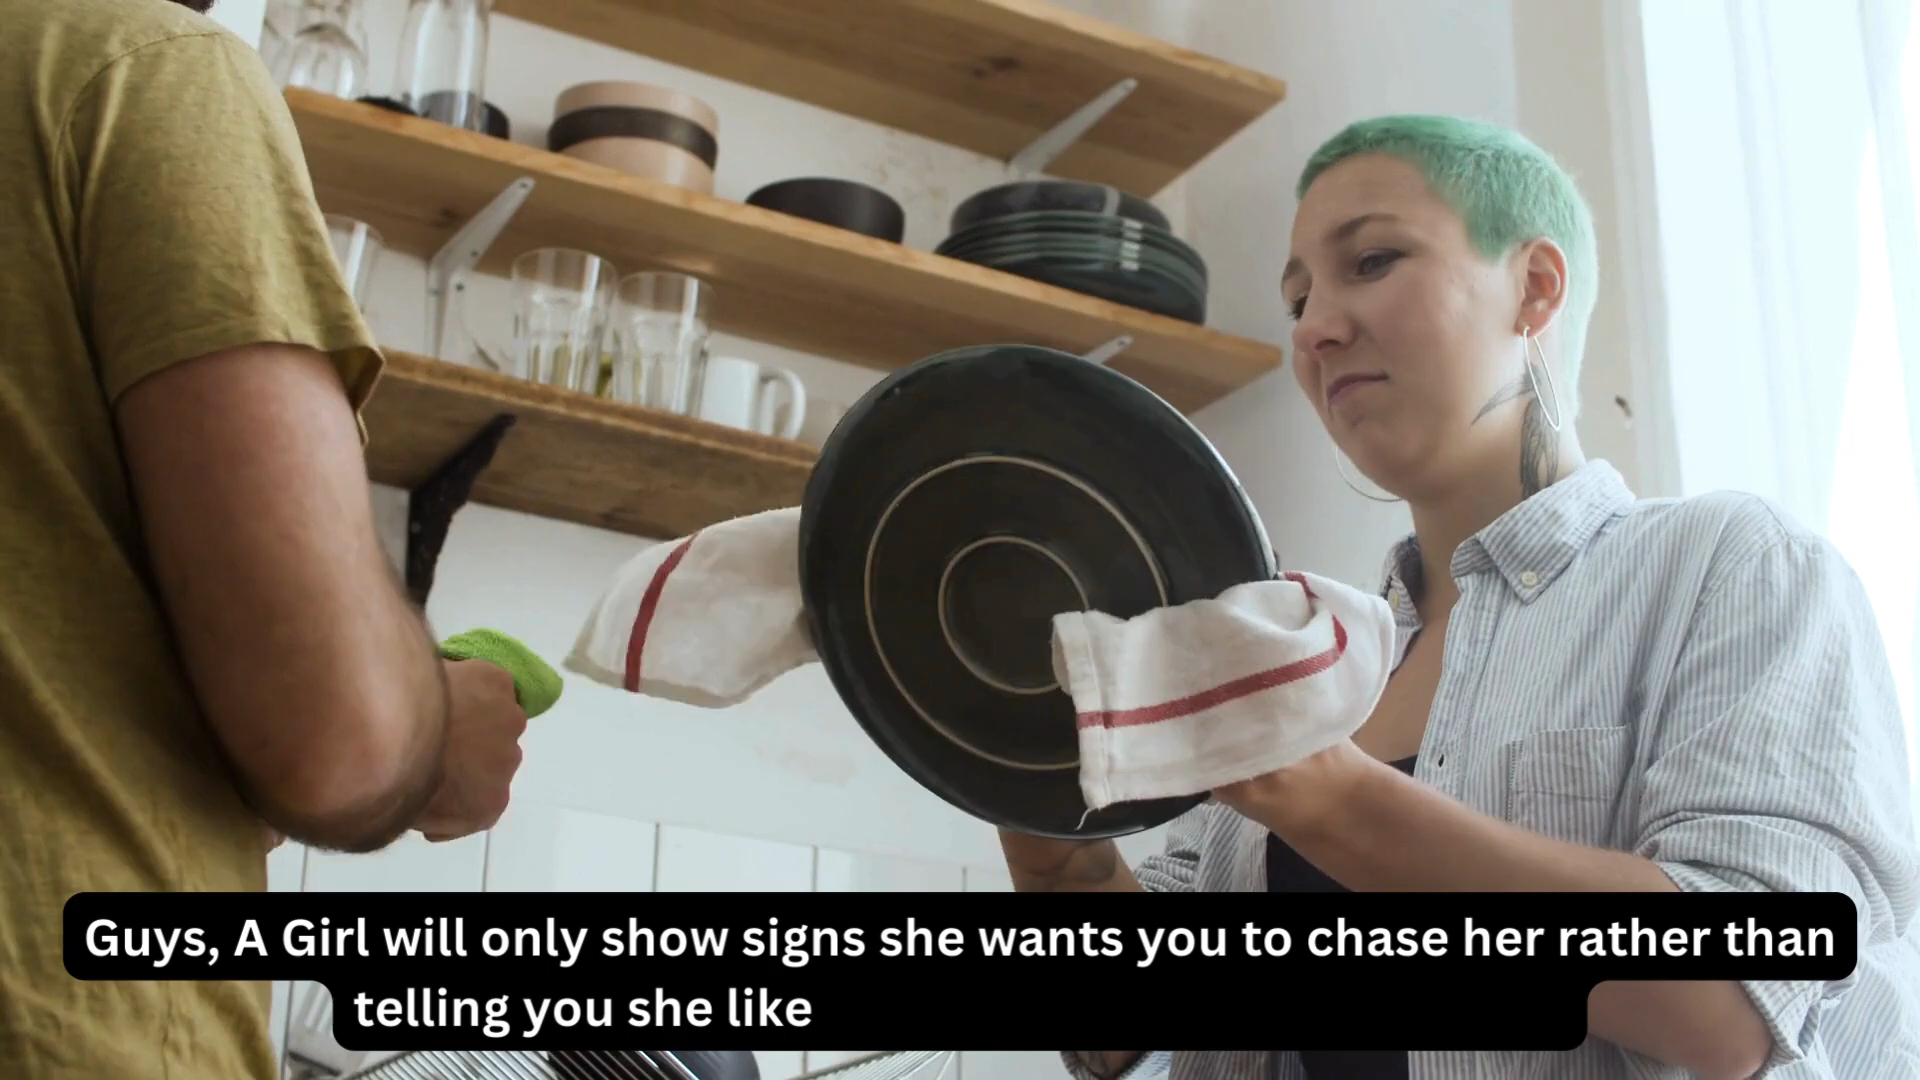 Guys, A Girl will only show signs she wants you to chase her rather than
telling you she like